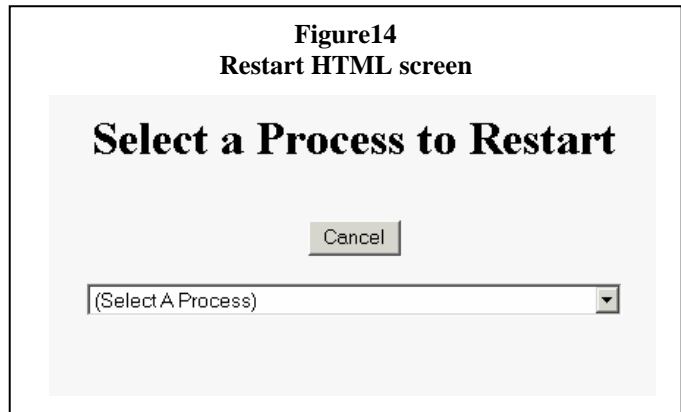 Figure14
Restart HTML screen
Select a Process to Restart
Cancel
(Select A Process)